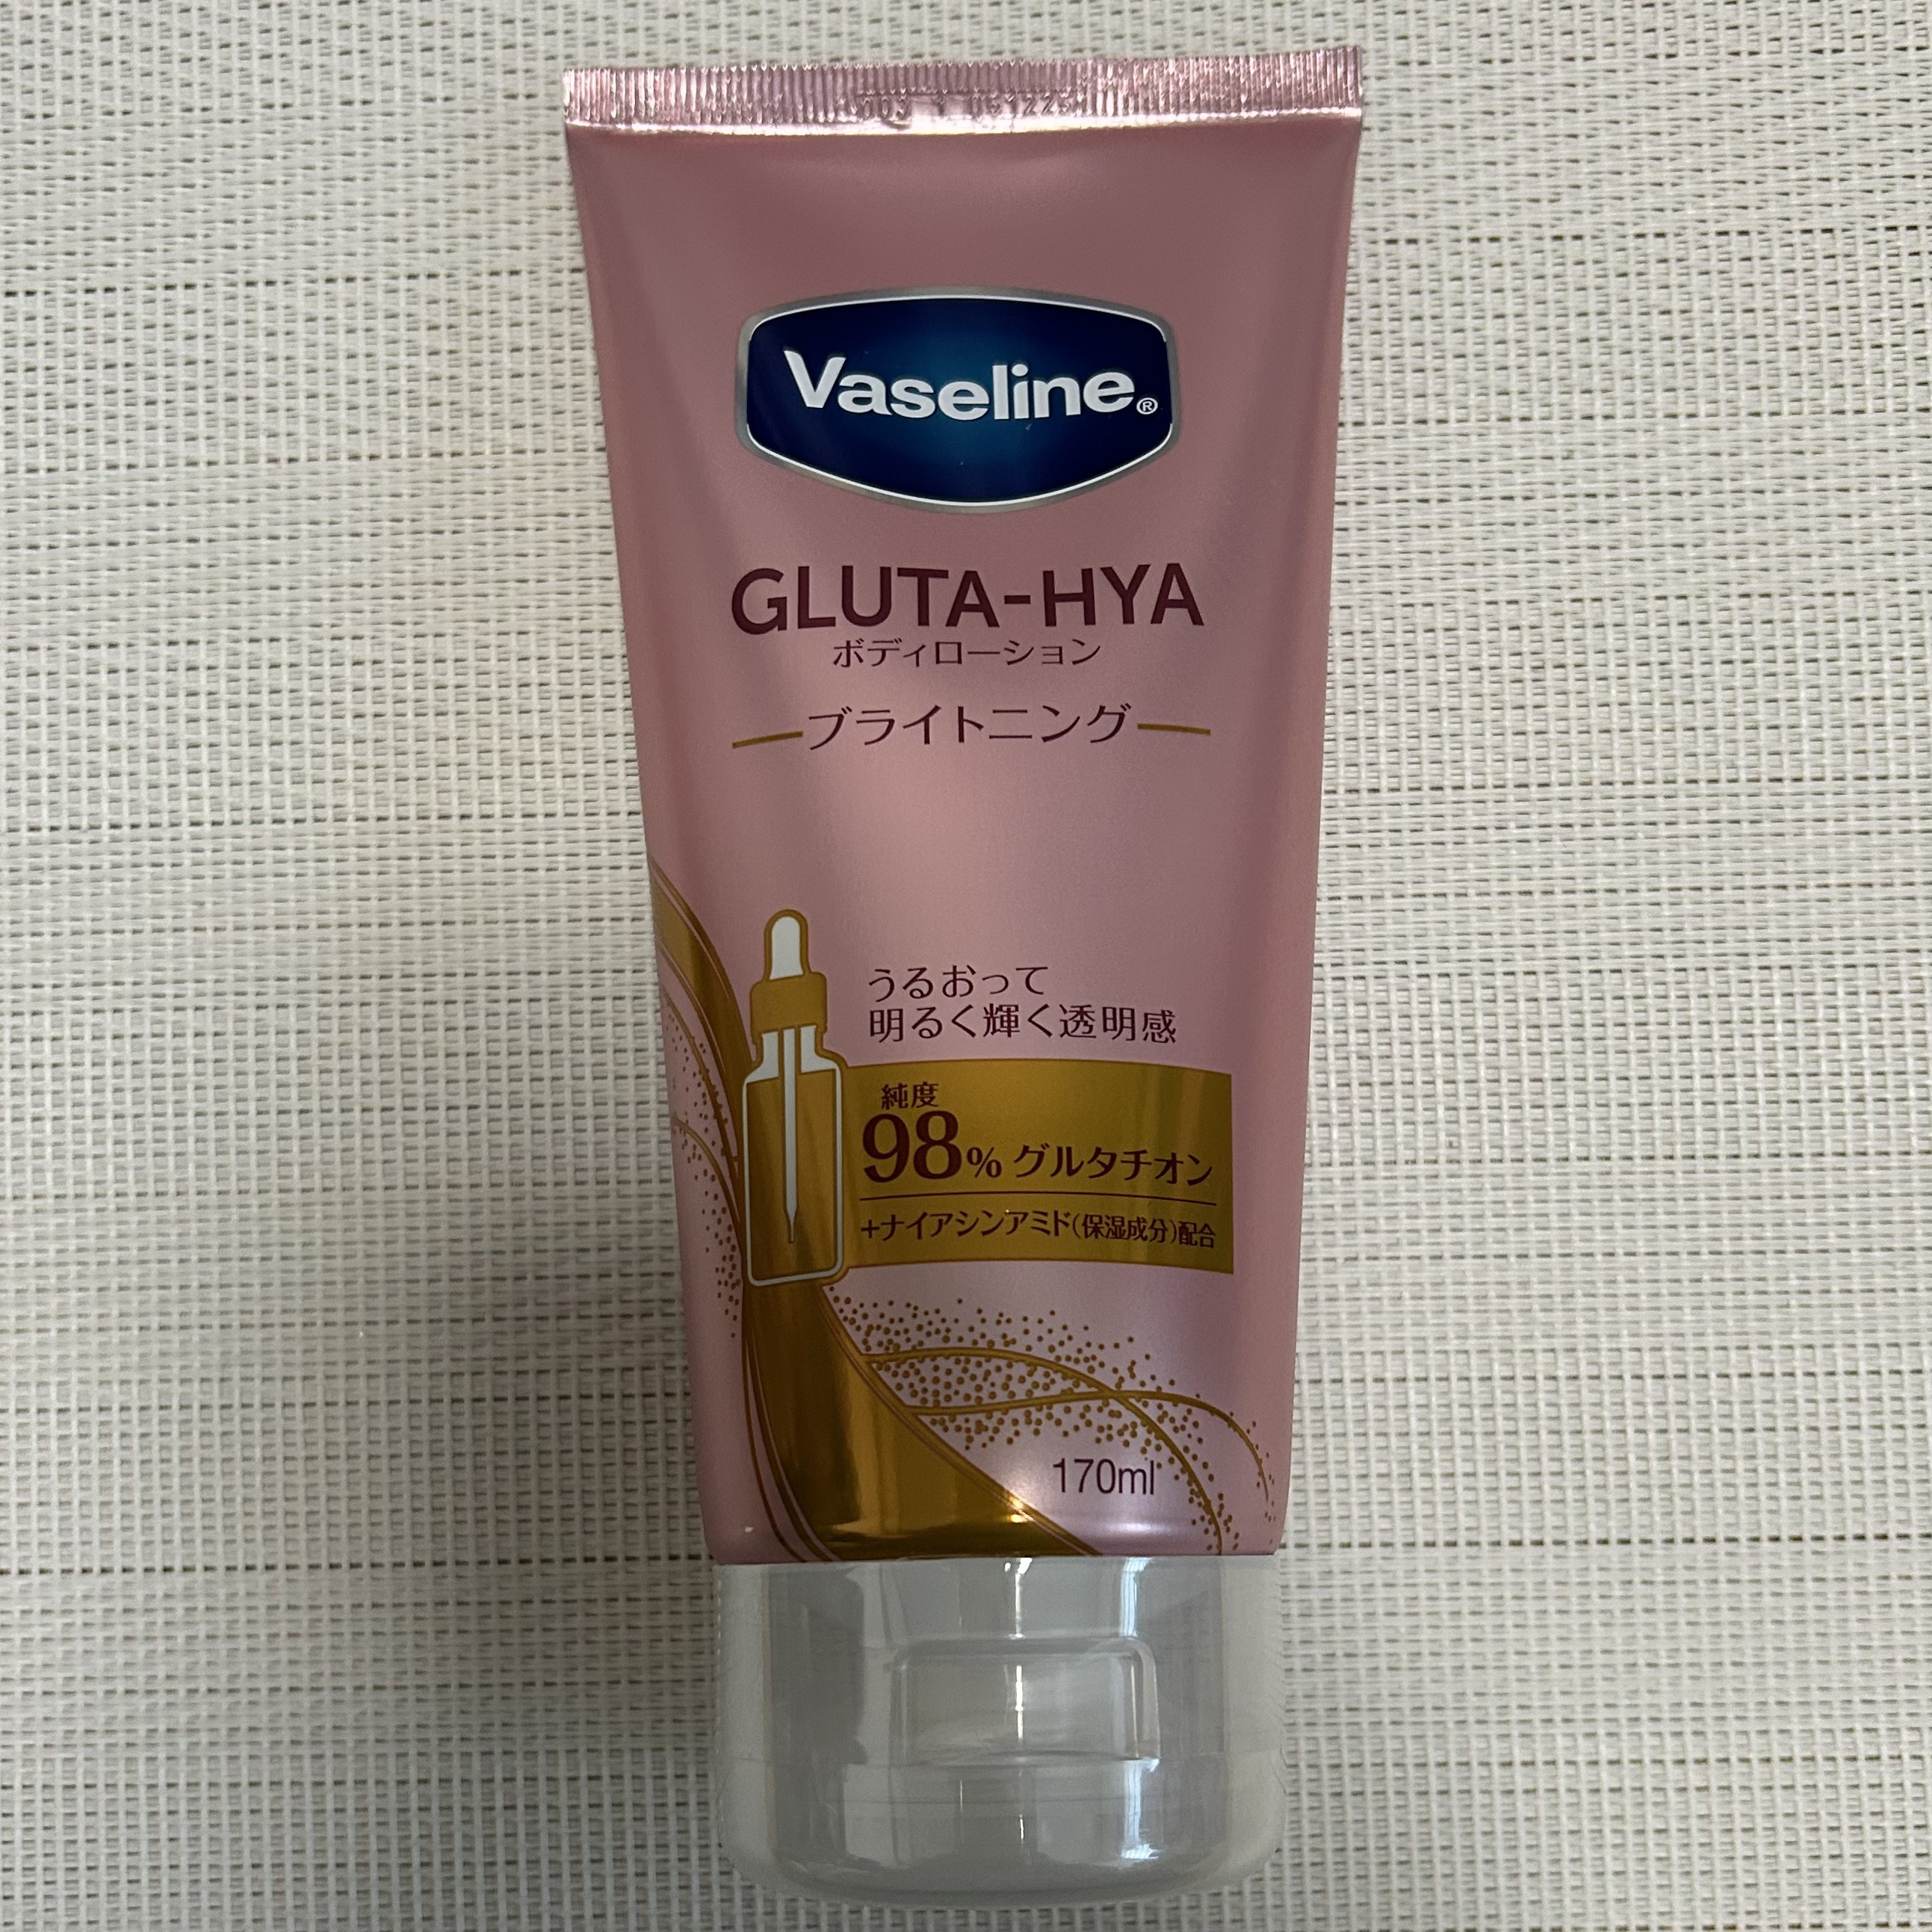 Vaseline®
GLUTA-HYA
ボディローション
ブライトニング
うるおって
明るく輝く透明感
純度
98% グルタチオン
+ナイアシンアミド(保湿成分)配合
170ml